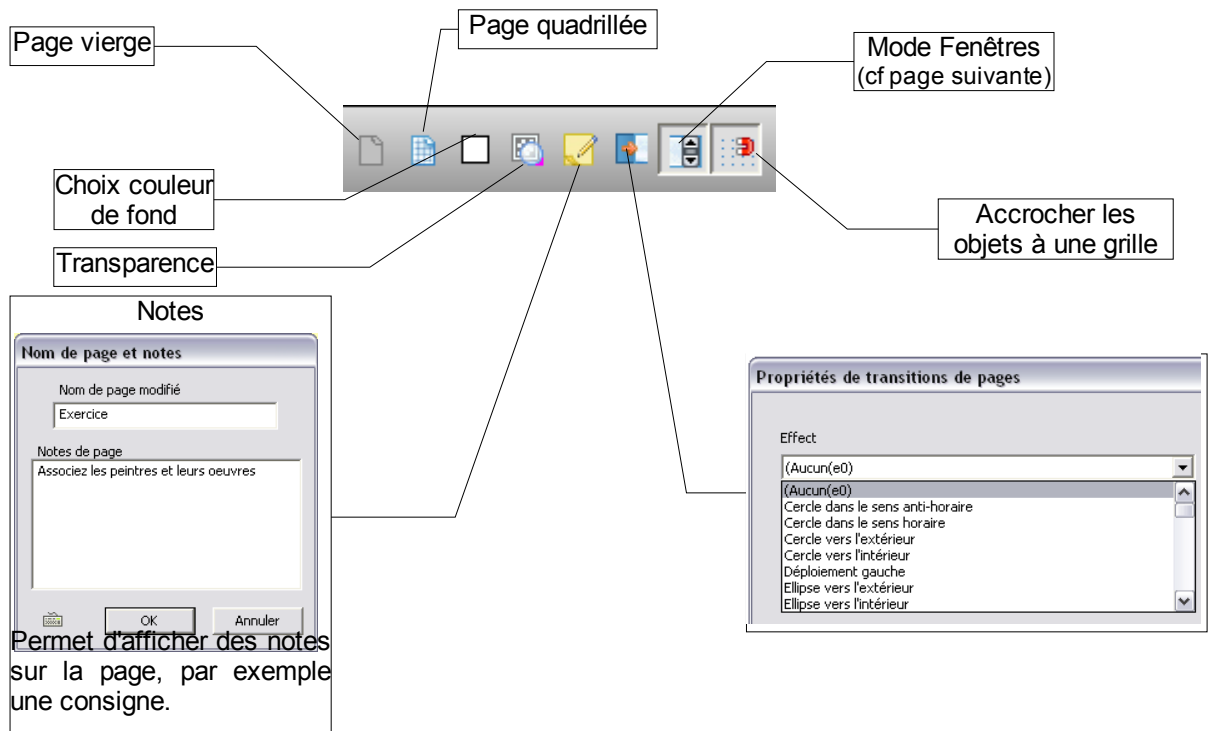 Page vierge
Page quadrillée
Mode Fenêtres
(cf page suivante)
Choix couleur
de fond
Transparence
Accrocher les
objets à une grille
Notes
Nom de page et notes
Nom de page modifié
Exercice
Notes de page
Associez les peintres et leurs oeuvres
OK
Annuler
Permet d'afficher des notes
sur la page, par exemple
une consigne.
Propriétés de transitions de pages
Effect
(Aucun(e0)
(Aucun(e0)
Cercle dans le sens anti-horaire
Cercle dans le sens horaire
Cercle vers l'extérieur
Cercle vers l'intérieur
Déploiement gauche
Ellipse vers l'extérieur
Ellipse vers l'intérieur